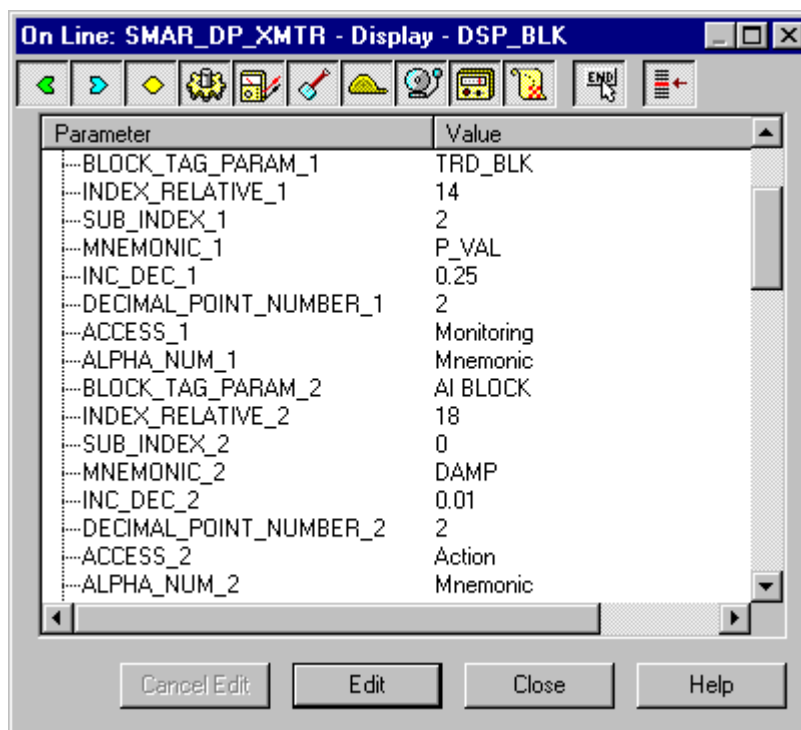 On Line: SMAR_DP_XMTR - Display - DSP_BLK
END
Parameter Value
BLOCK_TAG_PARAM_1 TRD_BLK
INDEX_RELATIVE_1 14
SUB_INDEX_1 2
MNEMONIC_1 P_VAL
INC_DEC_1 0.25
DECIMAL_POINT_NUMBER_1 2
ACCESS_1 Monitoring
ALPHA_NUM_1 Mnemonic
BLOCK_TAG_PARAM_2 AI BLOCK
INDEX_RELATIVE_2 18
SUB_INDEX_2 0
MNEMONIC_2 DAMP
INC_DEC_2 0.01
DECIMAL_POINT_NUMBER_2 2
ACCESS_2 Action
ALPHA_NUM_2 Mnemonic
Cancel Edit Edit Close Help